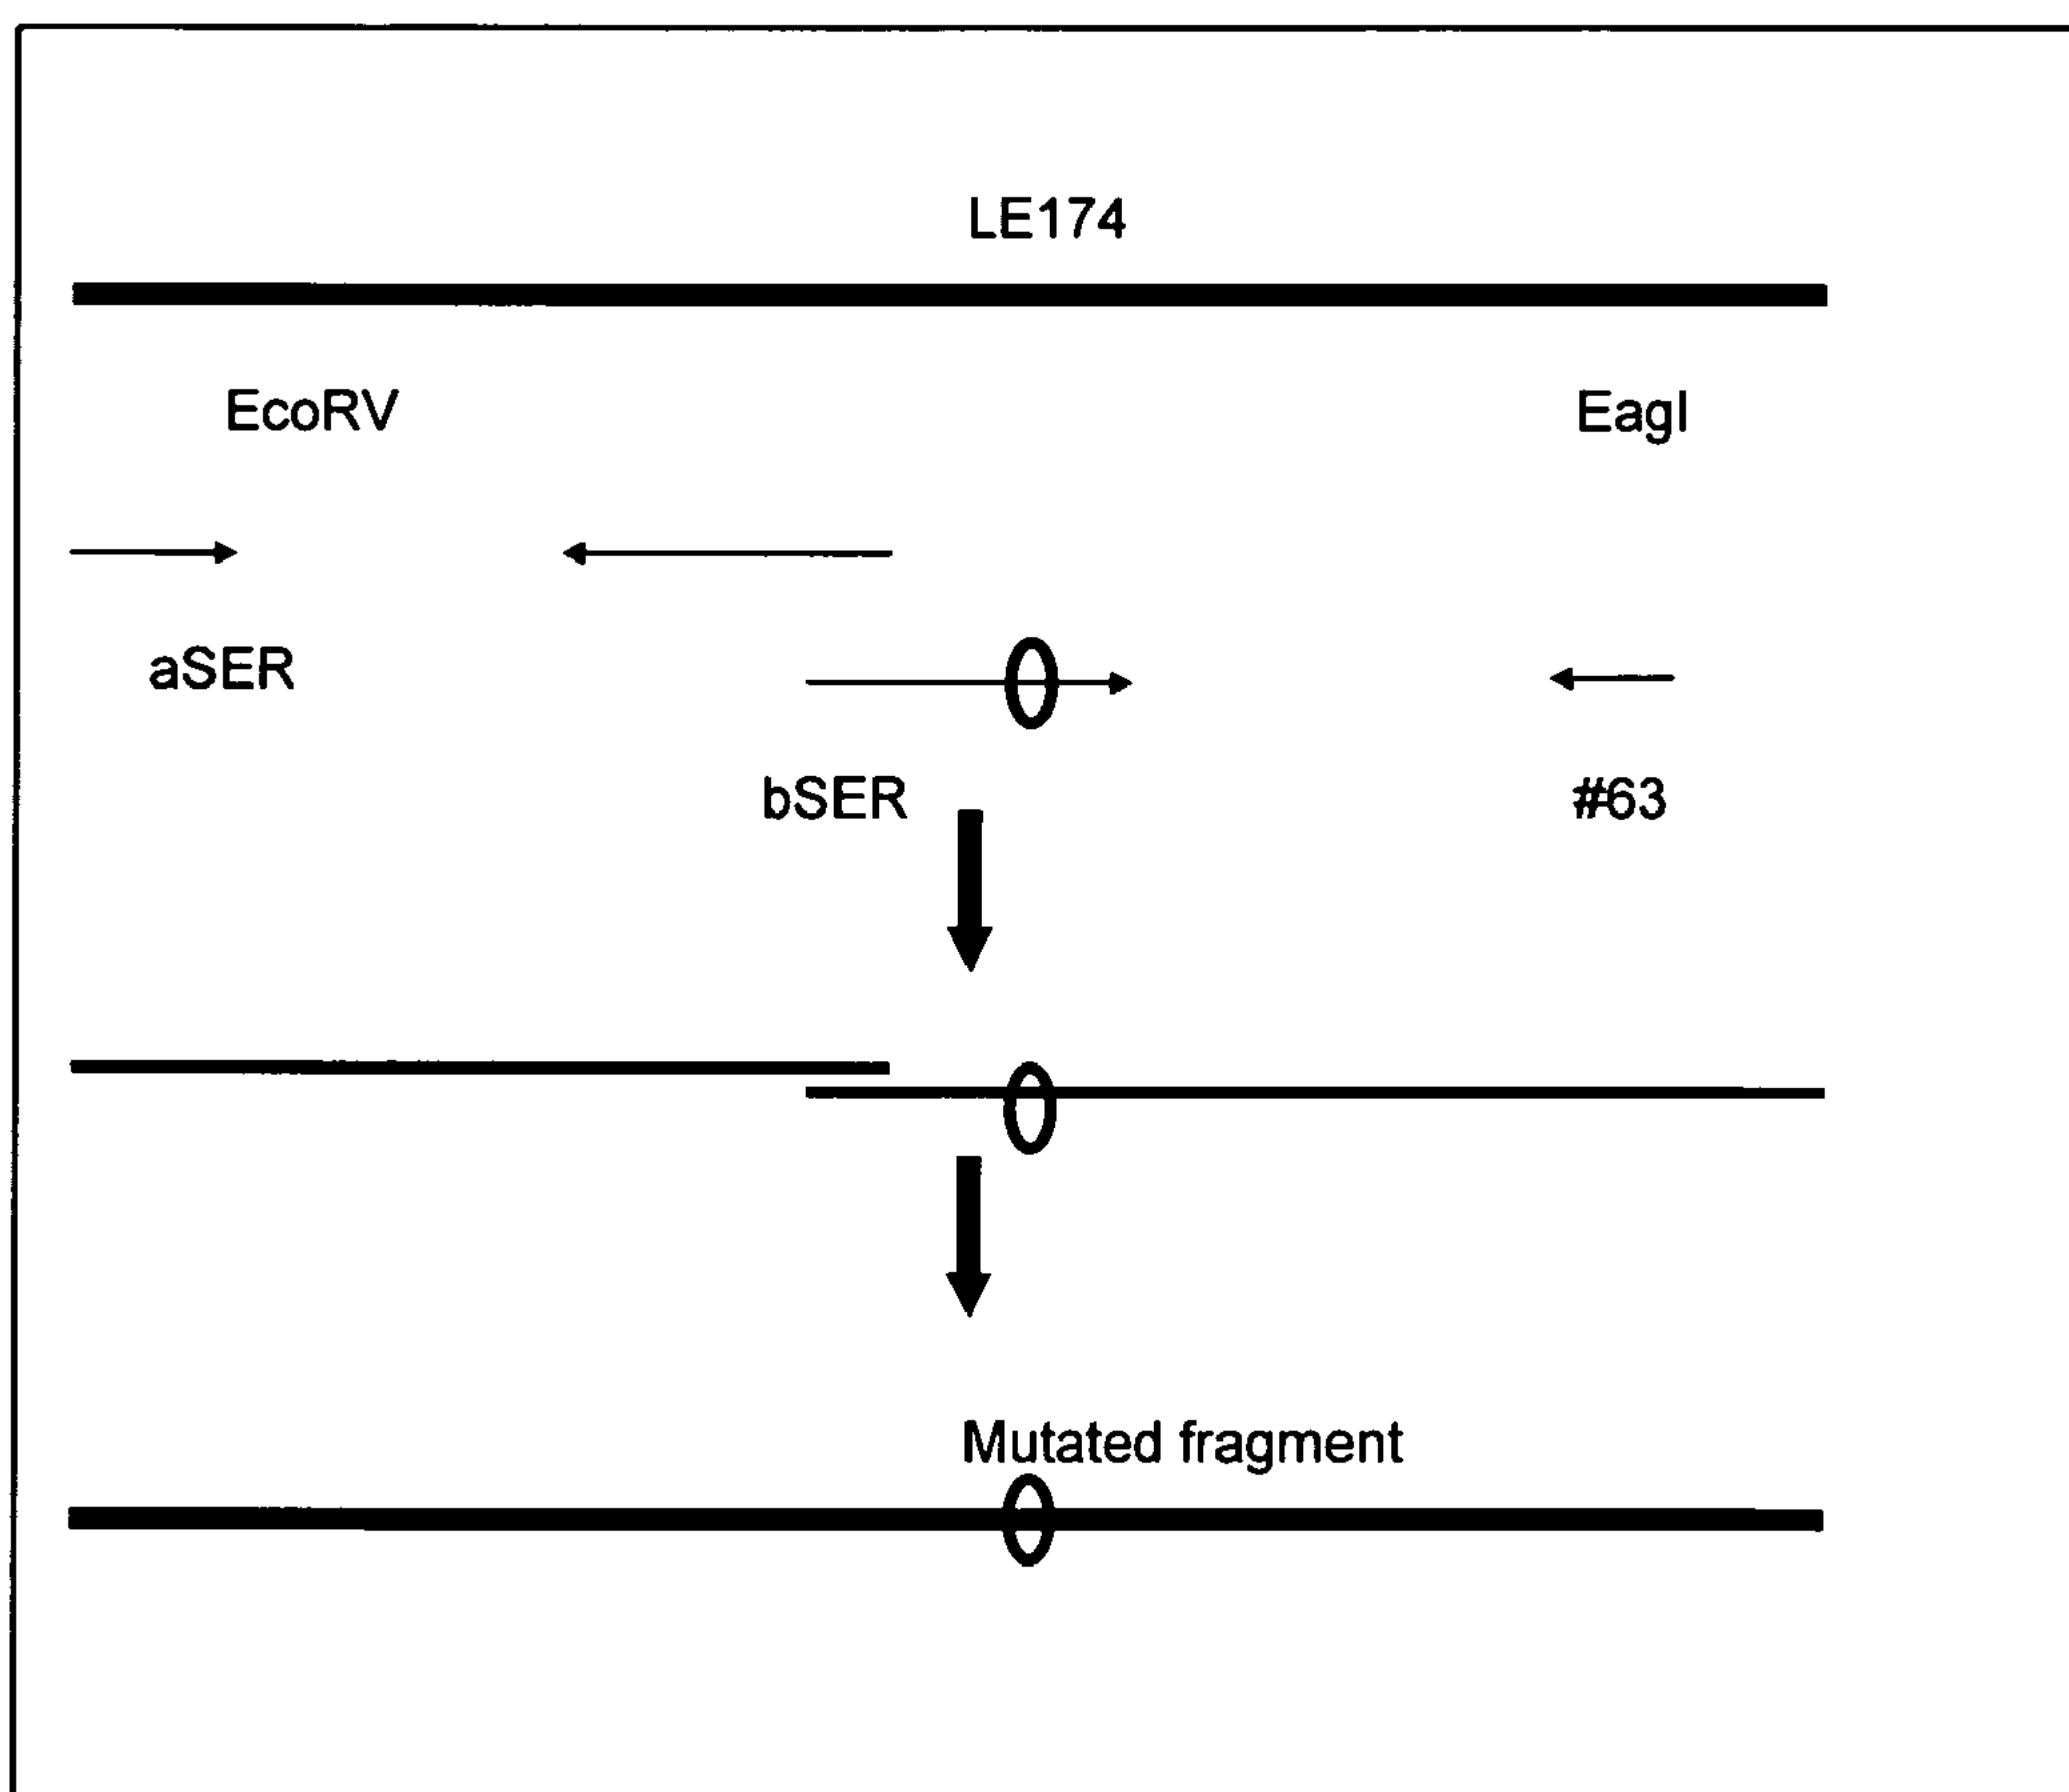 LE174
EcoRV EagI
aSER
bSER #63
Mutated fragment